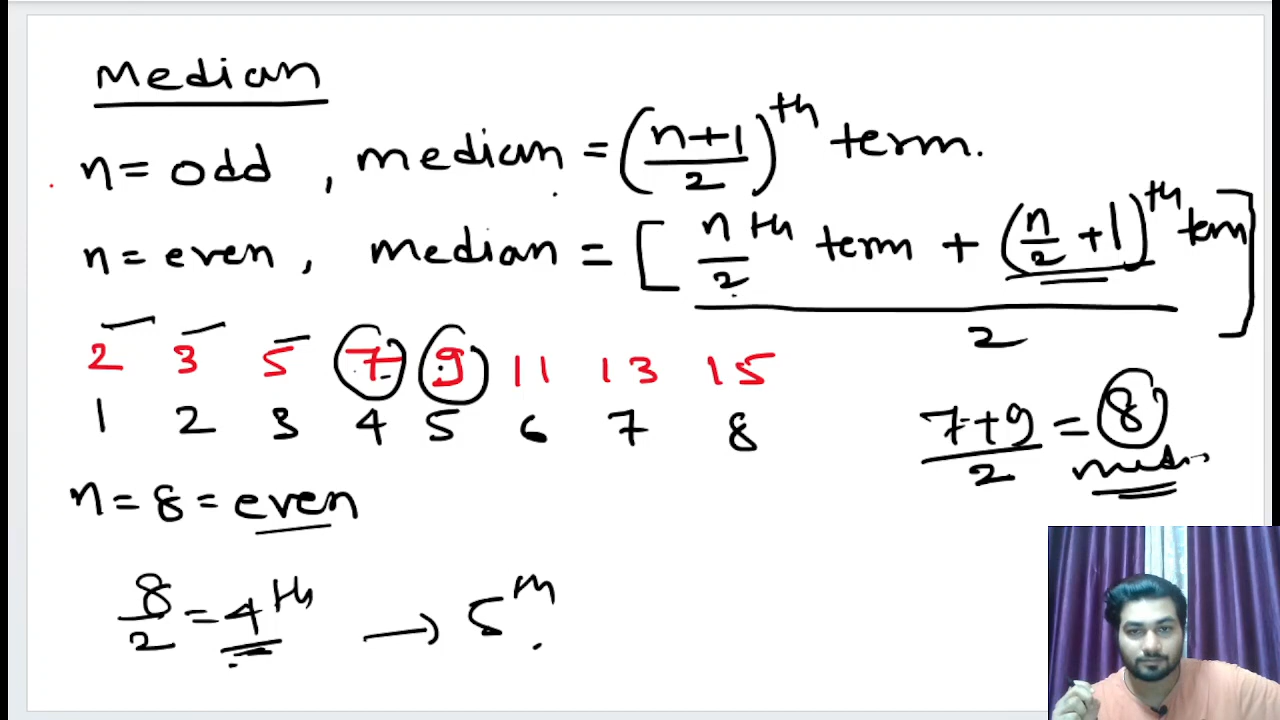 Median
n = odd , median = (n+1/2)th term.
n = even , median = [n/2 th term + (n/2 + 1)th term / 2]
2 3 5 7 9 11 13 15
1 2 3 4 5 6 7 8
7+9/2 = 8
n = 8 = even
8/2 = 4th → 5th